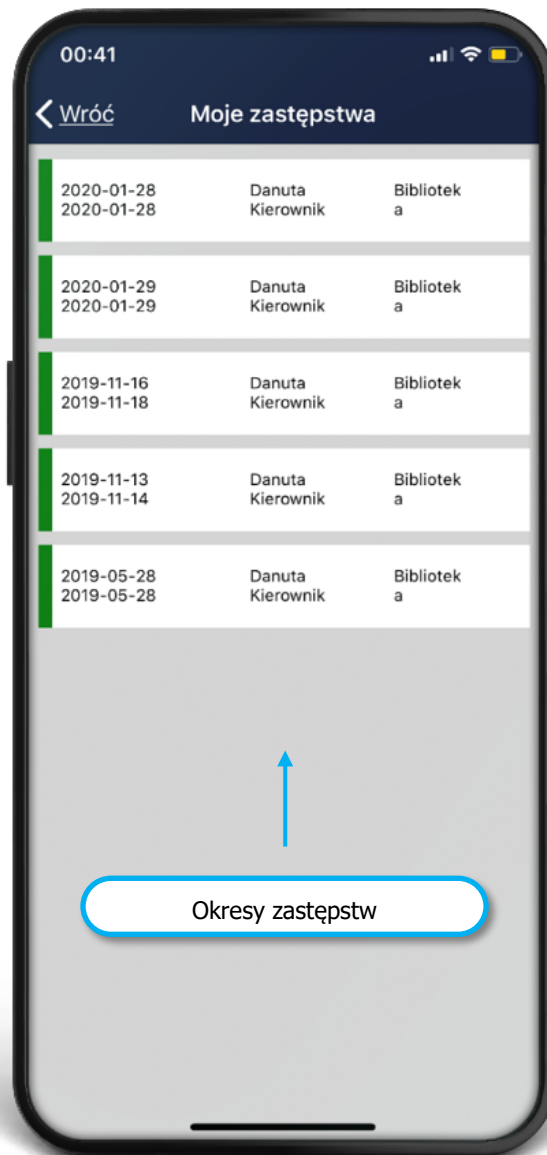 00:41
Wróć Moje zastępstwa
2020-01-28 Danuta Bibliotek
2020-01-28 Kierownik a
2020-01-29 Danuta Bibliotek
2020-01-29 Kierownik a
2019-11-16 Danuta Bibliotek
2019-11-18 Kierownik a
2019-11-13 Danuta Bibliotek
2019-11-14 Kierownik a
2019-05-28 Danuta Bibliotek
2019-05-28 Kierownik a
Okresy zastępstw